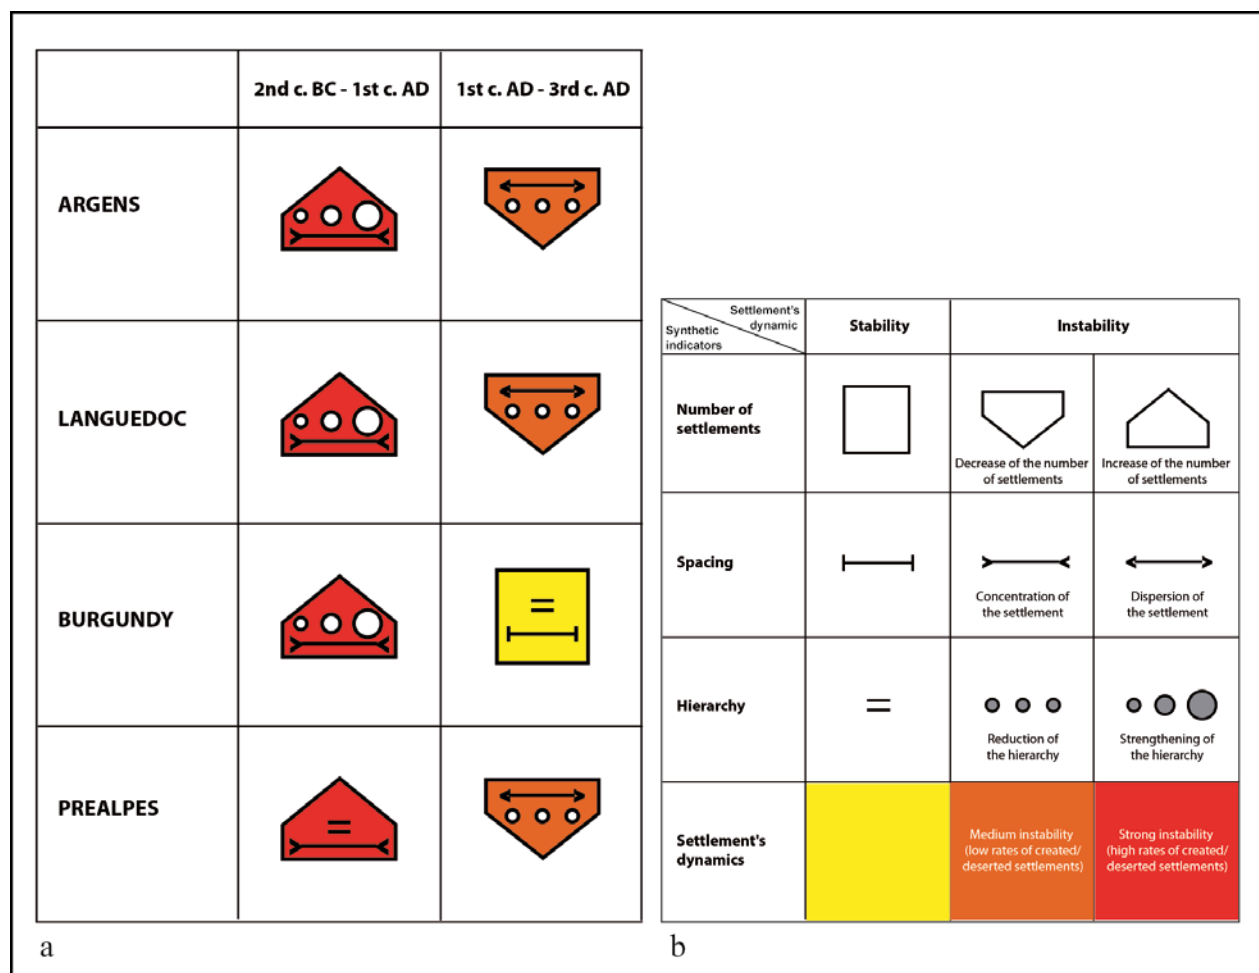 2nd c. BC - 1st c. AD
1st c. AD - 3rd c. AD
ARGENS
LANGUEDOC
BURGUNDY
PREALPES
a
Settlement's
dynamic
Synthetic
indicators
Stability
Instability
Number of
settlements
Decrease of the number
of settlements
Increase of the number
of settlements
Spacing
Concentration of
the settlement
Dispersion of
the settlement
Hierarchy
Reduction of
the hierarchy
Strengthening of
the hierarchy
Settlement's
dynamics
Medium instability
(low rates of created/
deserted settlements)
Strong instability
(high rates of created/
deserted settlements)
b